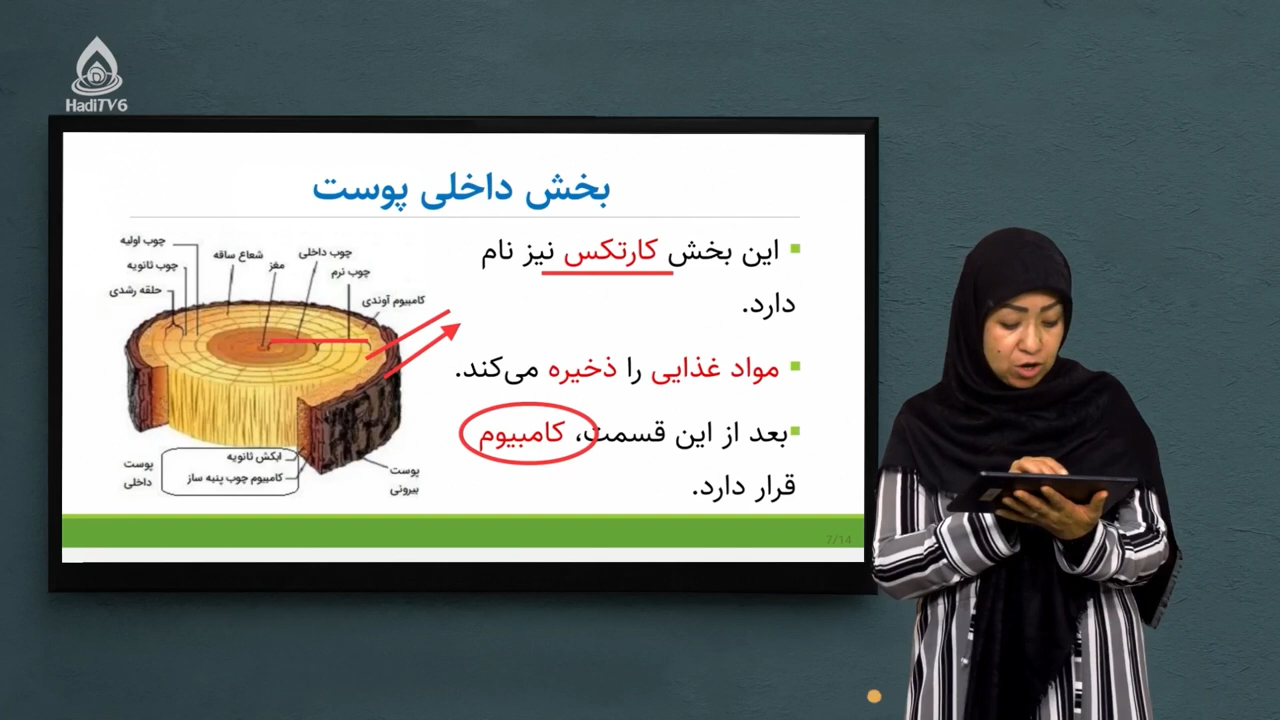 HadiTV6
بخش داخلی پوست
این بخش کارتکس نیز نام
دارد.
مواد غذایی را ذخیره می‌کند.
بعد از این قسمت، کامبیوم
قرار دارد.
چوب اولیه
چوب ثانویه
حلقه رشدی
شعاع ساقه
مغز
چوب داخلی
چوب نرم
کامبیوم آوندی
ابکش ثانویه
کامبیوم چوب پنبه ساز
پوست
داخلی
پوست
بیرونی
7/14